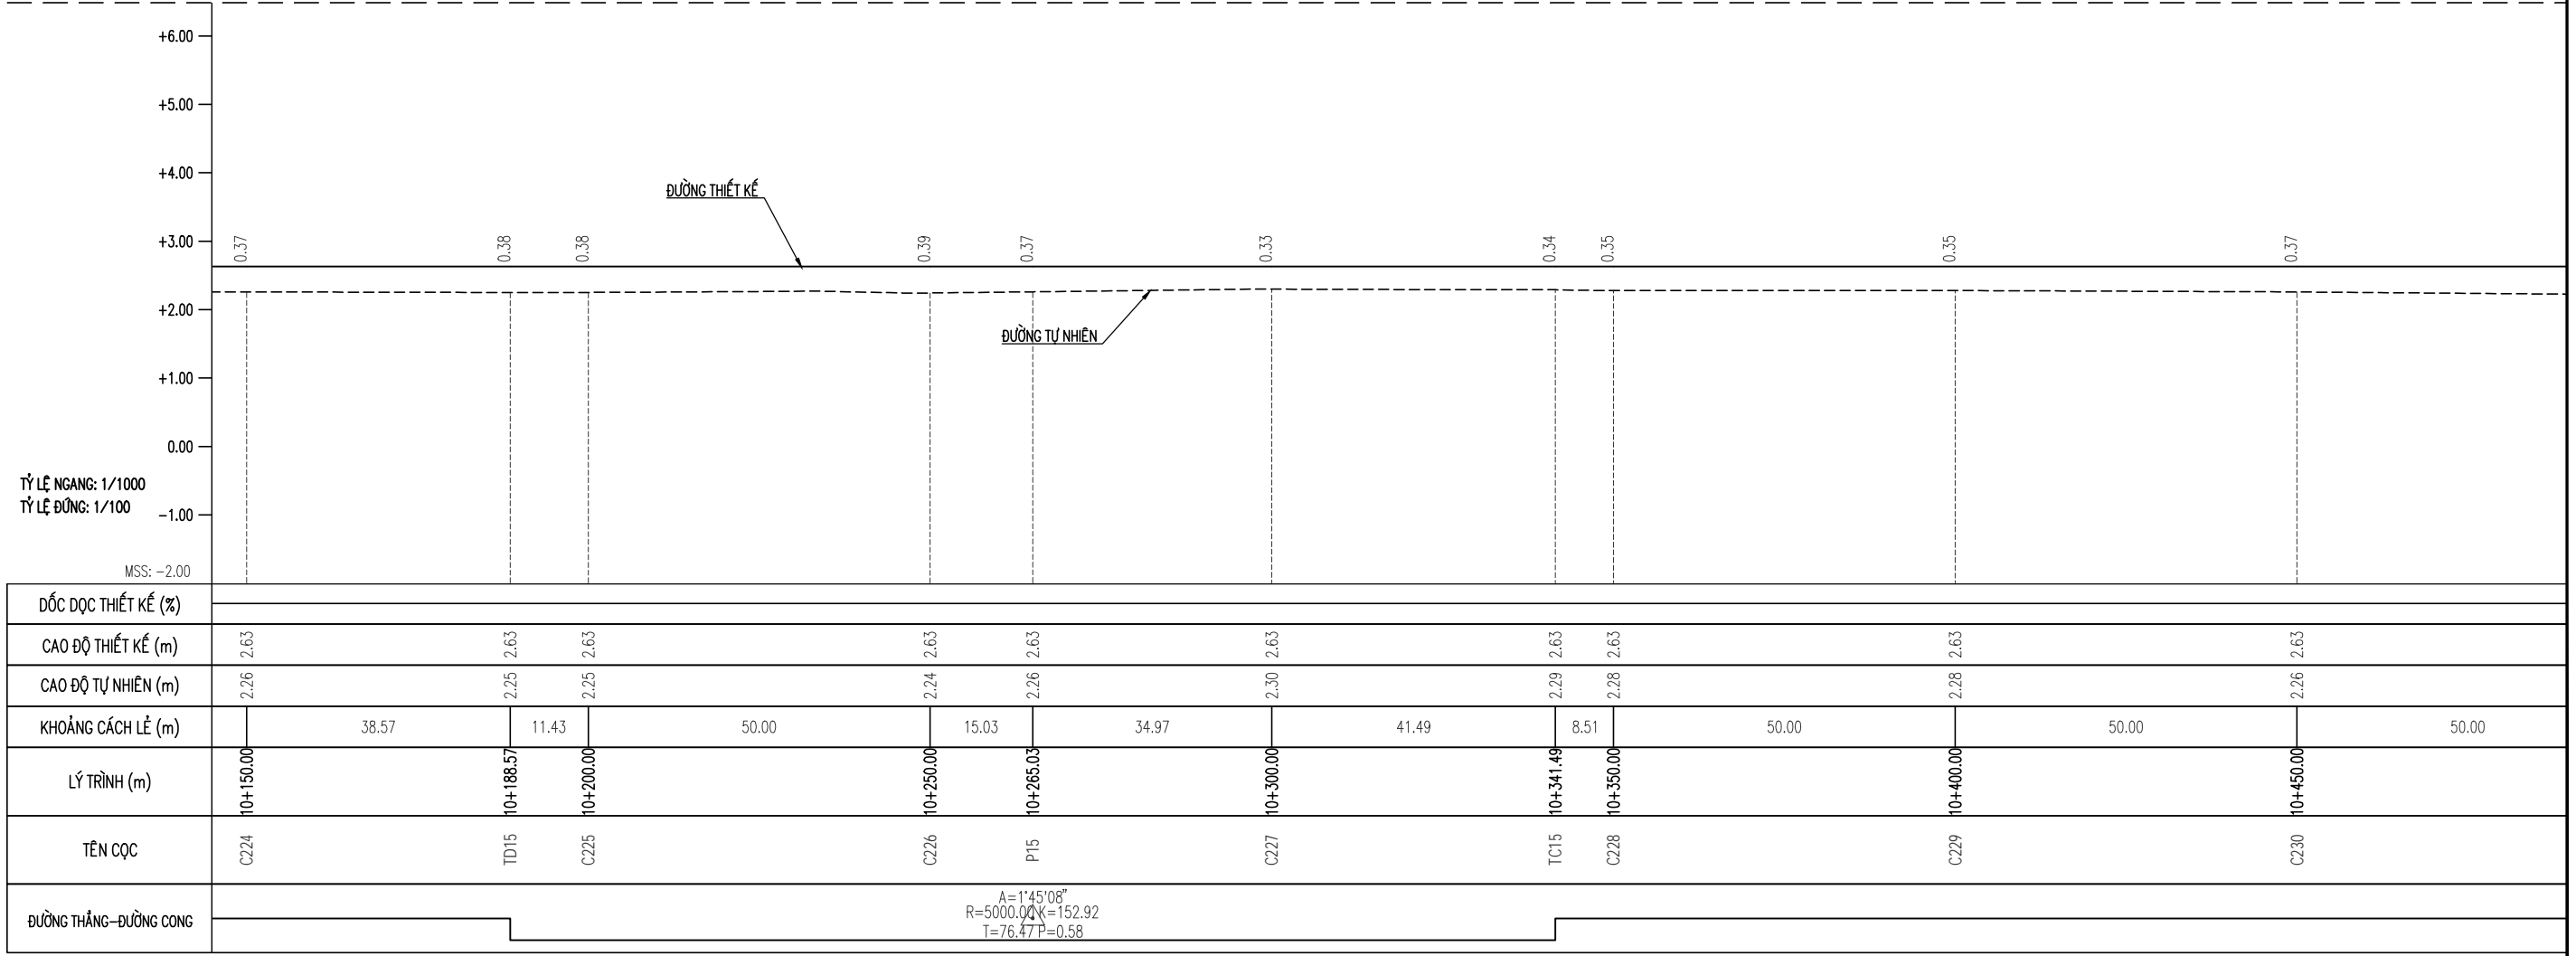 +6.00
+5.00
+4.00
+3.00
+2.00
+1.00
0.00
-1.00
TỶ LỆ NGANG: 1/1000
TỶ LỆ ĐỨNG: 1/100
MSS: -2.00
ĐƯỜNG THIẾT KẾ
0.37 0.38 0.38 0.39 0.37 0.33 0.34 0.35 0.35 0.37
ĐƯỜNG TỰ NHIÊN
DỐC DỌC THIẾT KẾ (%)
CAO ĐỘ THIẾT KẾ (m) 2.63 2.63 2.63 2.63 2.63 2.63 2.63 2.63 2.63 2.63
CAO ĐỘ TỰ NHIÊN (m) 2.26 2.25 2.25 2.24 2.26 2.30 2.29 2.28 2.28 2.26
KHOẢNG CÁCH LẺ (m) 38.57 11.43 50.00 15.03 34.97 41.49 8.51 50.00 50.00 50.00
LÝ TRÌNH (m) 10+150.00 10+188.57 10+200.00 10+250.00 10+265.03 10+300.00 10+341.49 10+350.00 10+400.00 10+450.00
TÊN CỌC C224 TD15 C225 C226 P15 C227 TC15 C228 C229 C230
ĐƯỜNG THẲNG-ĐƯỜNG CONG
A=1°45'08"
R=5000.00 K=152.92
T=76.47 P=0.58